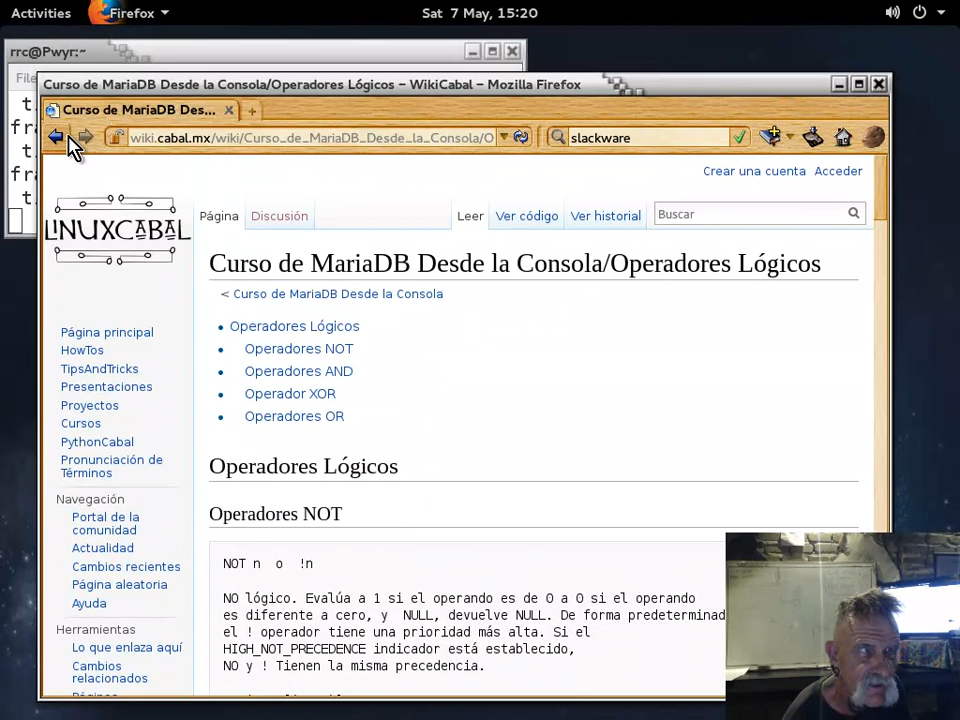 Activities Firefox Sat 7 May, 15:20
rrc@Pwyr:~
File
Curso de MariaDB Desde la Consola/Operadores Lógicos - WikiCabal - Mozilla Firefox
Curso de MariaDB Des...
wiki.cabal.mx/wiki/Curso_de_MariaDB_Desde_la_Consola/O
slackware
Crear una cuenta Acceder
LINUXCABAL
Página Discusión Leer Ver código Ver historial Buscar
Curso de MariaDB Desde la Consola/Operadores Lógicos
< Curso de MariaDB Desde la Consola
• Operadores Lógicos
• Operadores NOT
• Operadores AND
• Operador XOR
• Operadores OR
Página principal
HowTos
TipsAndTricks
Presentaciones
Proyectos
Cursos
PythonCabal
Pronunciación de
Términos
Navegación
Portal de la
comunidad
Actualidad
Cambios recientes
Página aleatoria
Ayuda
Herramientas
Lo que enlaza aquí
Cambios
relacionados
Operadores Lógicos
Operadores NOT
NOT n o !n
NO lógico. Evalúa a 1 si el operando es de 0 a 0 si el operando
es diferente a cero, y NULL, devuelve NULL. De forma predeterminad
el ! operador tiene una prioridad más alta. Si el
HIGH_NOT_PRECEDENCE indicador está establecido,
NO y ! Tienen la misma precedencia.